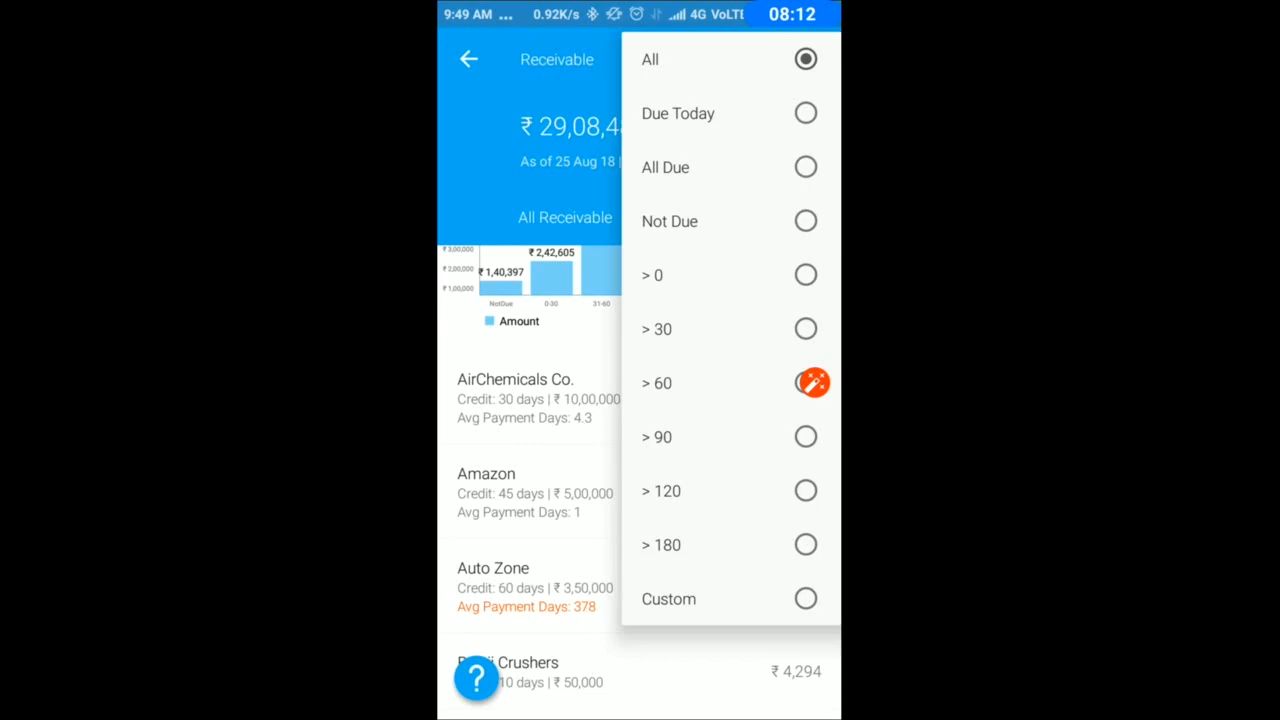 9:49 AM ... 0.92K/s 4G VoLTE 08:12
Receivable
₹ 29,08,4
As of 25 Aug 18 |
All Receivable
₹ 3,00,000
₹ 2,00,000
₹ 1,00,000
₹ 1,40,397
₹ 2,42,605
NotDue 0-30 31-60
Amount
AirChemicals Co.
Credit: 30 days | ₹ 10,00,000
Avg Payment Days: 4.3
Amazon
Credit: 45 days | ₹ 5,00,000
Avg Payment Days: 1
Auto Zone
Credit: 60 days | ₹ 3,50,000
Avg Payment Days: 378
Crushers
₹ 4,294
10 days | ₹ 50,000
?
All
Due Today
All Due
Not Due
> 0
> 30
> 60
> 90
> 120
> 180
Custom